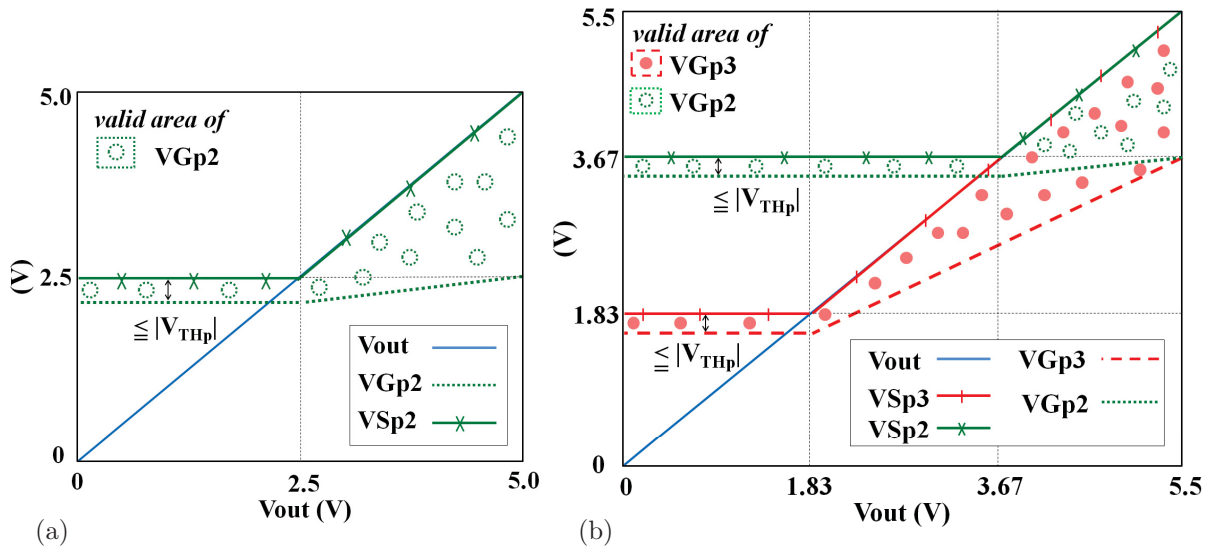 5.0
valid area of
VGp2
2.5
(V)
≦ |VTHp|
Vout
VGp2
VSp2
0
0
2.5
5.0
Vout (V)
(a)
5.5
valid area of
VGp3
VGp2
3.67
≦ |VTHp|
(V)
1.83
≦ |VTHp|
Vout
VGp3
VSp3
VGp2
VSp2
0
0
1.83
3.67
5.5
Vout (V)
(b)